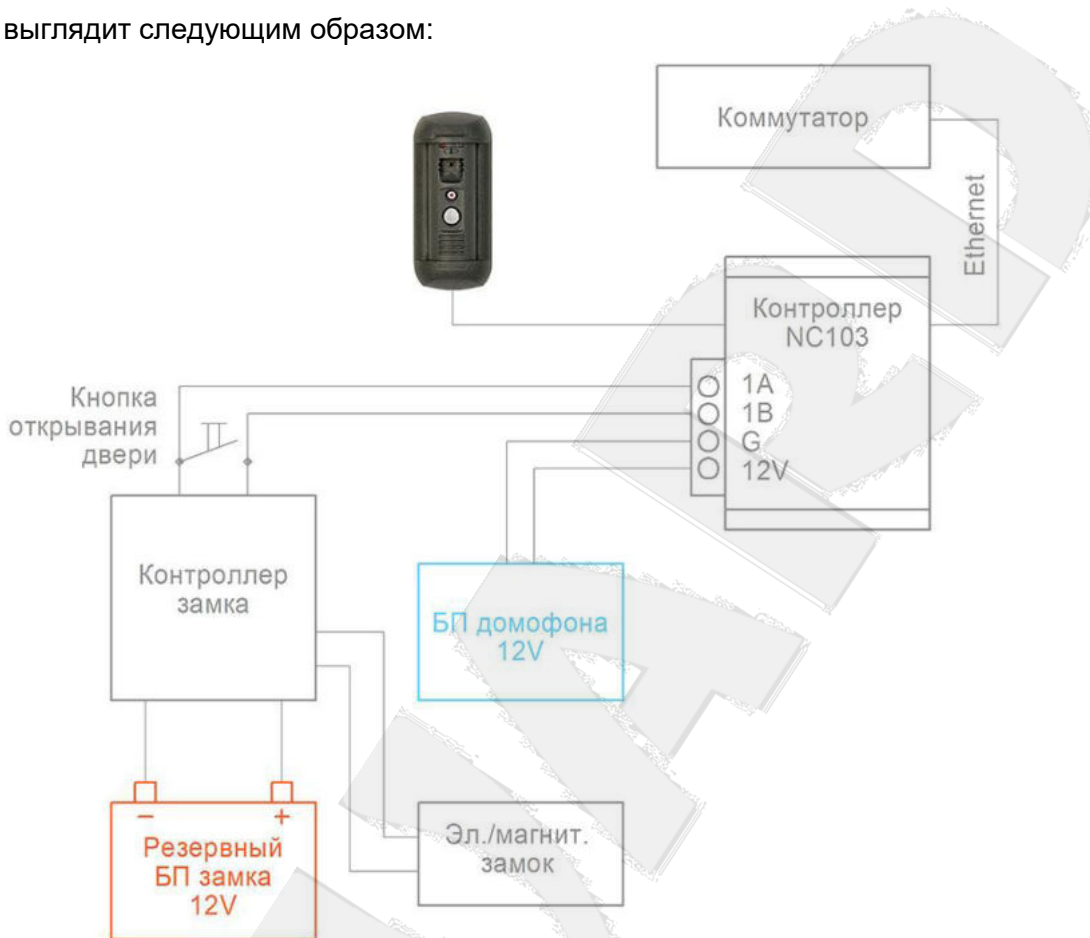 выглядит следующим образом:
Коммутатор
Ethernet
Контроллер
NC103
1A
1B
G
12V
Кнопка
открывания
двери
Контроллер
замка
БП домофона
12V
– +
Резервный
БП замка
12V
Эл./магнит.
замок